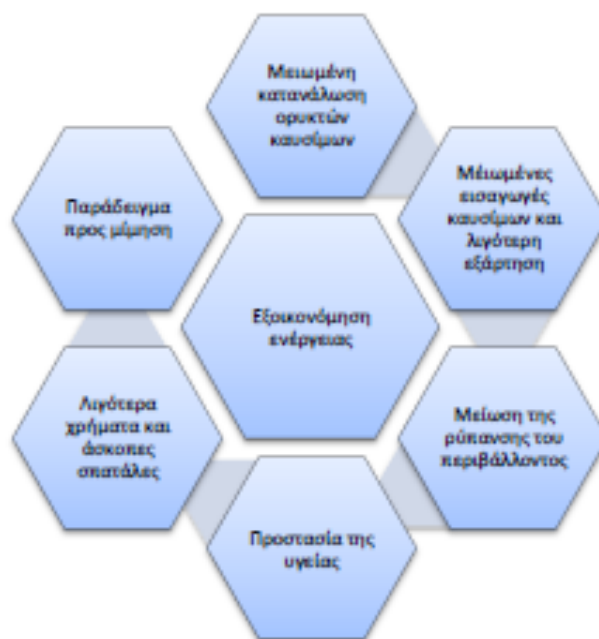 Μειωμένη
κατανάλωση
ορυκτών
καυσίμων
Μέιωμένες
εισαγωγές
καυσίμων και
λιγότερη
εξάρτηση
Μείωση της
ρύπανσης του
περιβάλλοντος
Προστασία της
υγείας
Λιγότερα
χρήματα και
άσκοπες
σπατάλες
Παράδειγμα
προς μίμηση
Εξοικονόμηση
ενέργειας